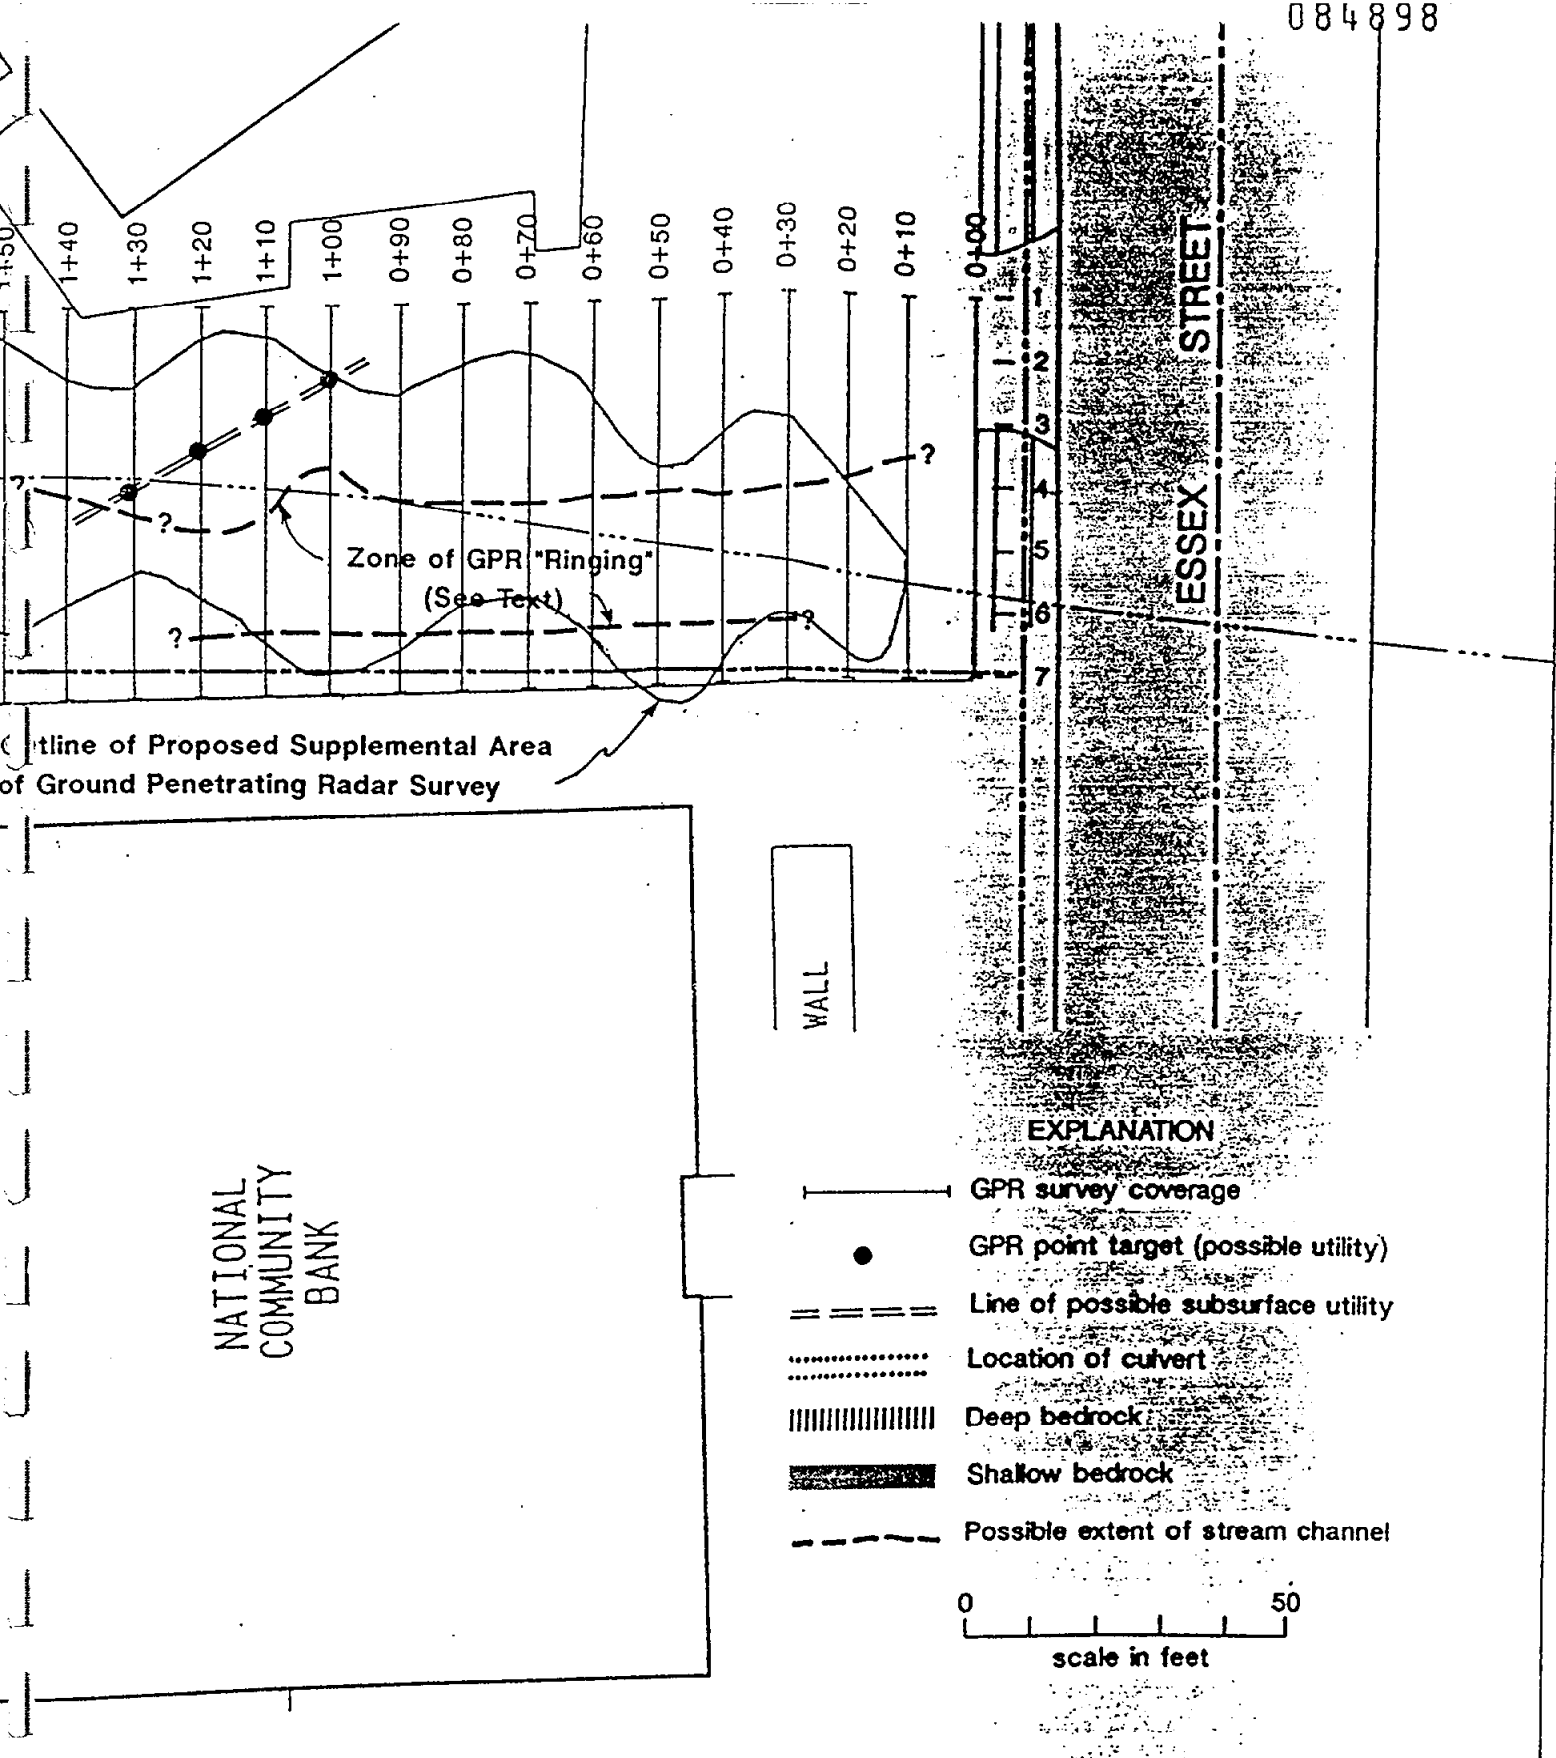 084898
1+50
1+40
1+30
1+20
1+10
1+00
0+90
0+80
0+70
0+60
0+50
0+40
0+30
0+20
0+10
0+00
1
2
3
4
5
6
7
STREET
ESSEX
?
?
?
Zone of GPR "Ringing"
(See Text)
?
?
tline of Proposed Supplemental Area
of Ground Penetrating Radar Survey
WALL
NATIONAL
COMMUNITY
BANK
EXPLANATION
GPR survey coverage
GPR point target (possible utility)
Line of possible subsurface utility
Location of culvert
Deep bedrock
Shallow bedrock
Possible extent of stream channel
0 50
scale in feet